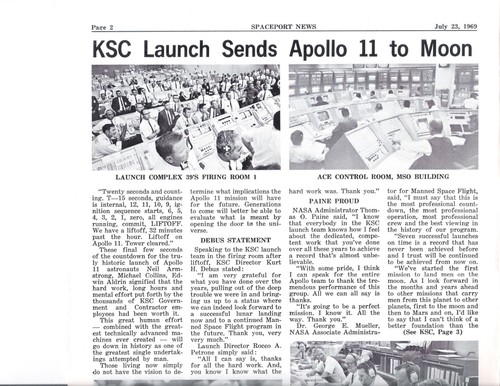 Page 2
SPACEPORT NEWS
July 23, 1969
KSC Launch Sends Apollo 11 to Moon
LAUNCH COMPLEX 39'S FIRING ROOM 1
ACE CONTROL ROOM, MSO BUILDING
"Twenty seconds and count-
ing. T—15 seconds, guidance
is internal, 12, 11, 10, 9, ig-
nition sequence starts, 6, 5,
4, 3, 2, 1, zero, all engines
running, commit, LIFTOFF.
We have a liftoff, 32 minutes
past the hour. Liftoff on
Apollo 11. Tower cleared."
These final few seconds
of the countdown for the tru-
ly historic launch of Apollo
11 astronauts Neil Arm-
strong, Michael Collins, Ed-
win Aldrin signified that the
hard work, long hours and
mental effort put forth by the
thousands of KSC Govern-
ment and Contractor em-
ployees had been worth it.
This great human effort
— combined with the great-
est technically advanced ma-
chines ever created — will
go down in history as one of
the greatest single undertak-
ings attempted by man.
Those living now simply
do not have the vision to de-
termine what implications the
Apollo 11 mission will have
for the future. Generations
to come will better be able to
evaluate what is meant by
opening the door to the uni-
verse.
DEBUS STATEMENT
Speaking to the KSC launch
team in the firing room after
liftoff, KSC Director Kurt
H. Debus stated:
"I am very grateful for
what you have done over the
years, pulling out of the deep
trouble we were in and bring-
ing us up to a status where
we can indeed look forward to
a successful lunar landing
now and to a continued Man-
ned Space Flight program in
the future. Thank you, very
very much."
Launch Director Rocco A.
Petrone simply said:
"All I can say is, thanks
for all the hard work. And,
you know I know what the
hard work was. Thank you."
PAINE PROUD
NASA Administrator Thom-
as O. Paine said, "I know
that everybody in the KSC
launch team knows how I feel
about the dedicated, compe-
tent work that you've done
over all these years to achieve
a record that's almost unbe-
lievable.
"With some pride, I think
I can speak for the entire
Apollo team to thank the tre-
mendous performance of this
group. All we can all say is
thanks.
"It's going to be a perfect
mission. I know it. All the
way. Thank you."
Dr. George E. Mueller,
NASA Associate Administra-
tor for Manned Space Flight,
said, "I must say that this is
the most professional count-
down, the most professional
operation, most professional
crew and the best viewing in
the history of our program.
"Seven successful launches
on time is a record that has
never been achieved before
and I trust will be continued
to be achieved from now on.
"We've started the first
mission to land men on the
moon. As I look forward in
the months and years ahead
to other missions that carry
men from this planet to other
planets, first to the moon and
then to Mars and on, I'd like
to say that I can't think of a
better foundation than the
(See KSC, Page 3)